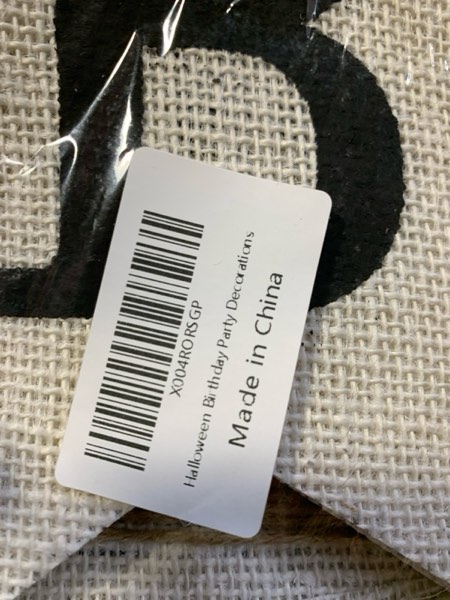 B
X004RORSGP
Halloween Birthday Party Decorations
Made in China